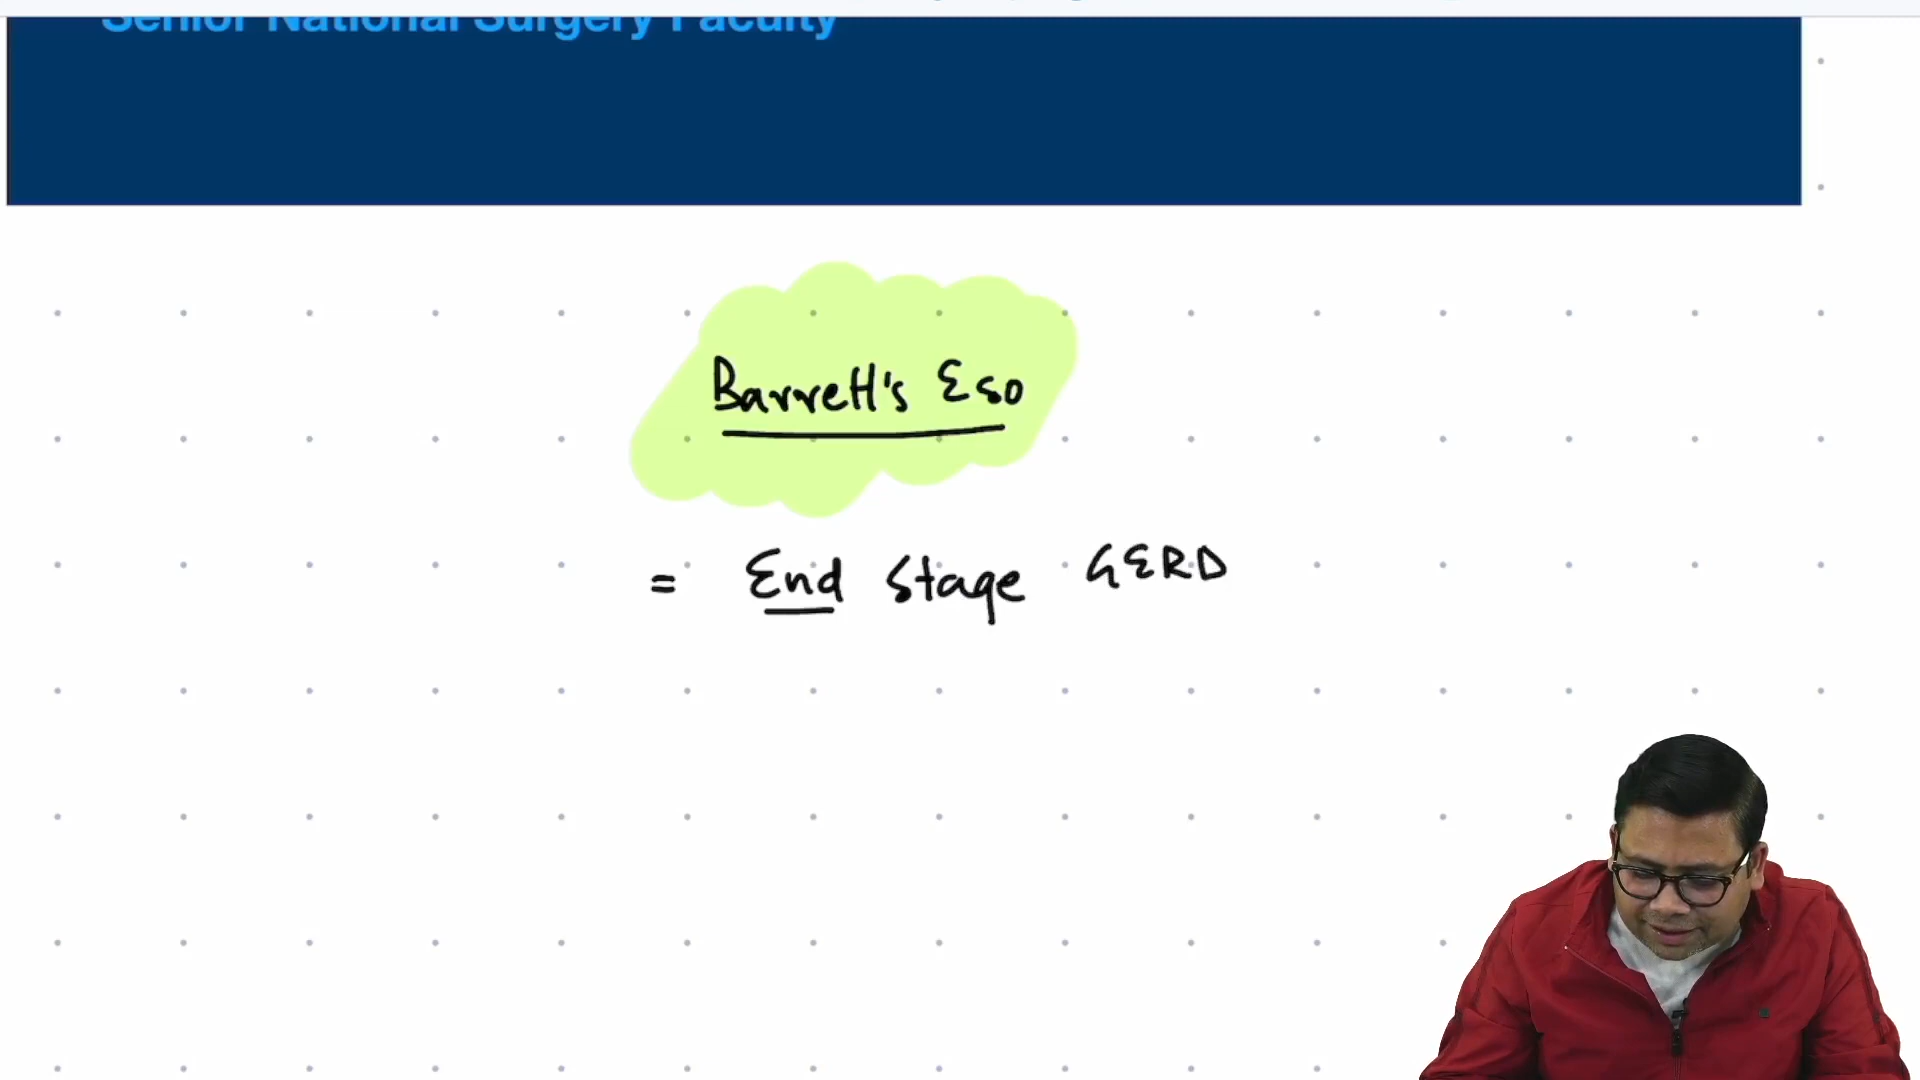 Senior National Surgery Faculty
Barrett's Eso
= End Stage GERD